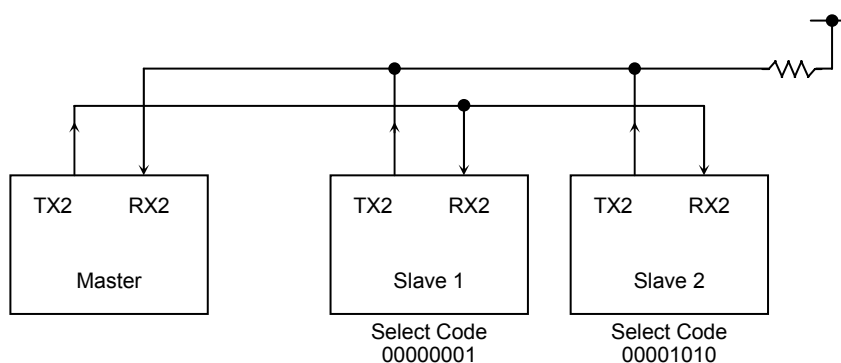 TX2 RX2 TX2 RX2 TX2 RX2
Master Slave 1 Slave 2
Select Code Select Code
00000001 00001010